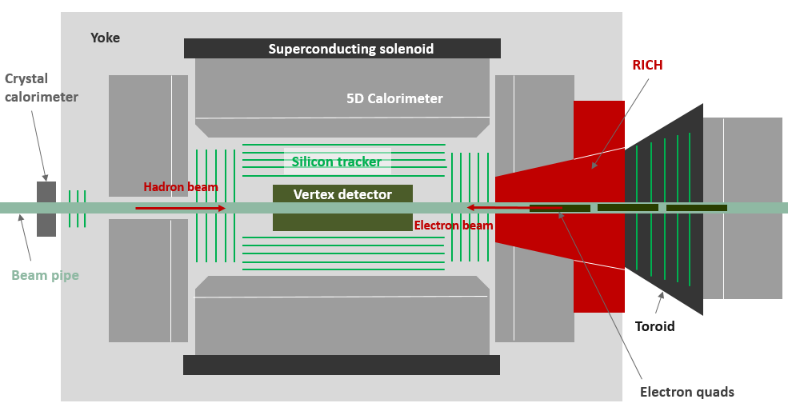 Yoke
Superconducting solenoid
RICH
Crystal
calorimeter
5D Calorimeter
Silicon tracker
Hadron beam
Vertex detector
Electron beam
Beam pipe
Toroid
Electron quads